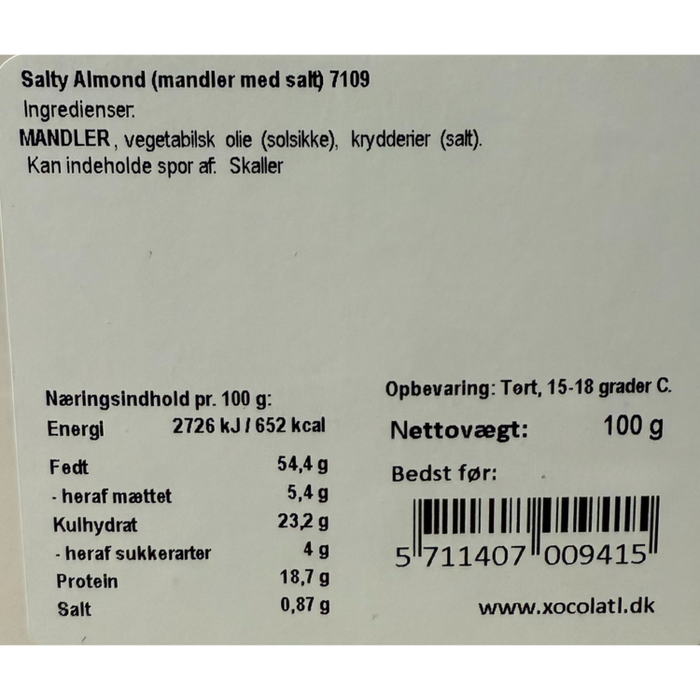 Salty Almond (mandler med salt) 7109
Ingredienser:
MANDLER, vegetabilsk olie (solsikke), krydderier (salt).
Kan indeholde spor af: Skaller
Næringsindhold pr. 100 g:
Energi 2726 kJ / 652 kcal
Fedt 54,4 g
- heraf mættet 5,4 g
Kulhydrat 23,2 g
- heraf sukkerarter 4 g
Protein 18,7 g
Salt 0,87 g
Opbevaring: Tørt, 15-18 grader C.
Nettovægt: 100 g
Bedst før:
5 711407 009415
www.xocolatl.dk